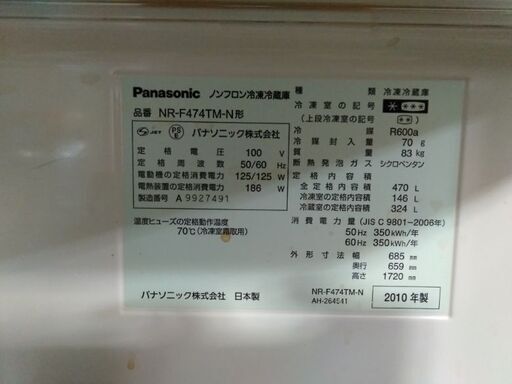 Panasonic ノンフロン冷凍冷蔵庫
品番 NR-F474TM-N形
JET PSE パナソニック株式会社
定格電圧 100 V
定格周波数 50/60 Hz
電動機の定格消費電力 125/125 W
電熱装置の定格消費電力 186 W
製造番号 A 9927491
温度ヒューズの定格動作温度
70℃(冷凍室霜取用)
種類 冷凍冷蔵庫
冷凍室の記号 ****
(上段冷凍室の記号) **
冷媒 R600a
冷媒封入量 70 g
質量 83 kg
断熱発泡ガス シクロペンタン
定格内容積
全定格内容積 470 L
冷凍室の定格内容積 146 L
冷蔵室の定格内容積 324 L
消費電力量(JIS C 9801-2006年)
50Hz 350kWh/年
60Hz 350kWh/年
外形寸法 幅 685 mm
奥行 659 mm
高さ 1720 mm
パナソニック株式会社 日本製
NR-F474TM-N
AH-264541
2010年製